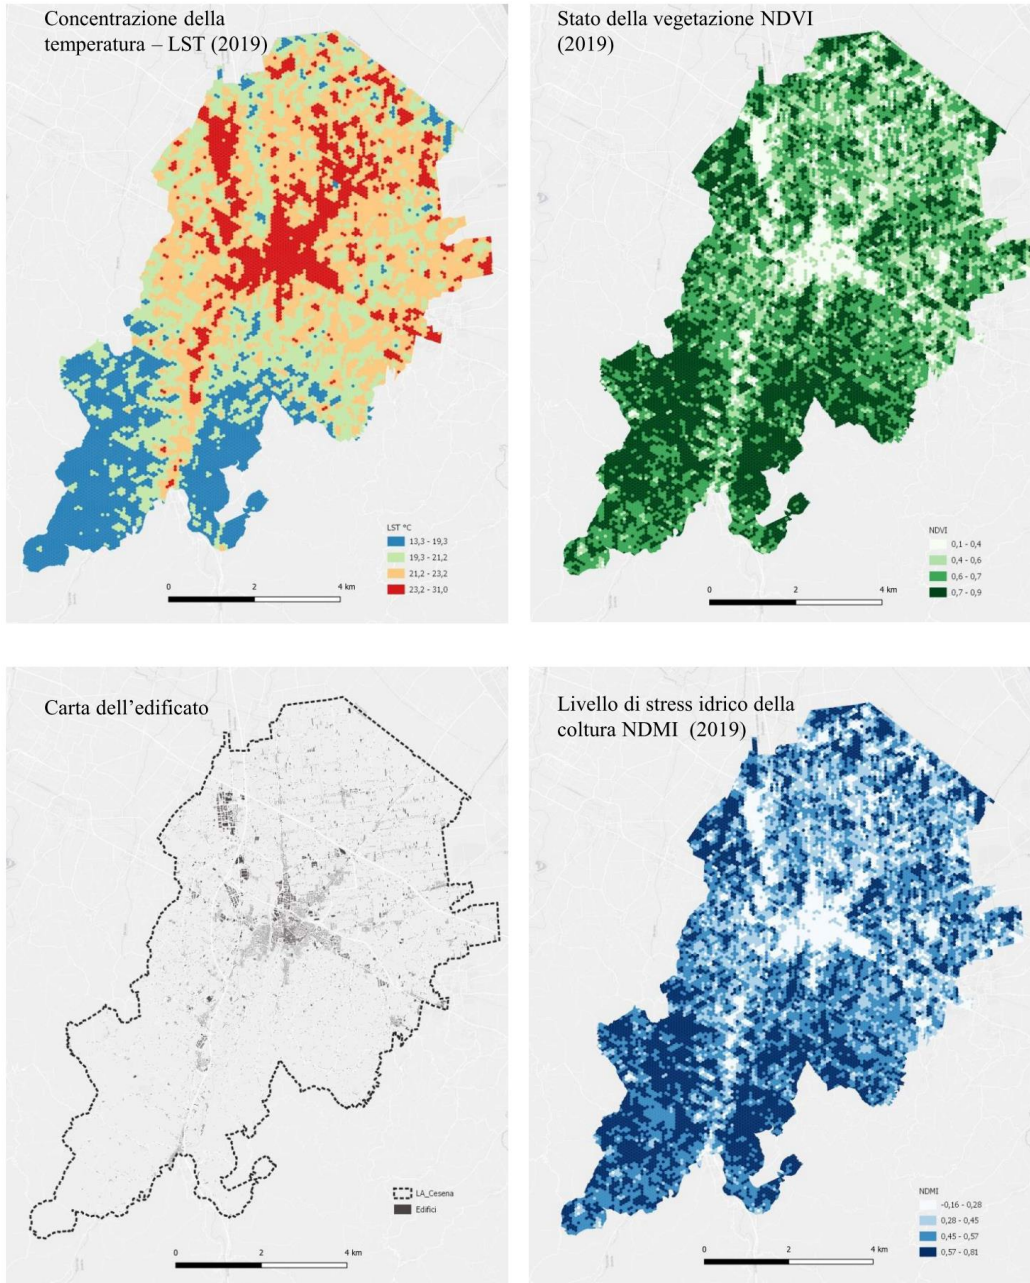 Concentrazione della
temperatura – LST (2019)
LST °C
13,3 - 19,3
19,3 - 21,2
21,2 - 23,2
23,2 - 31,0
0 2 4 km
Stato della vegetazione NDVI
(2019)
NDVI
0,1 - 0,4
0,4 - 0,6
0,6 - 0,7
0,7 - 0,9
0 2 4 km
Carta dell’edificato
LA_Cesena
Edifici
0 2 4 km
Livello di stress idrico della
coltura NDMI (2019)
NDMI
-0,16 - 0,28
0,28 - 0,45
0,45 - 0,57
0,57 - 0,81
0 2 4 km